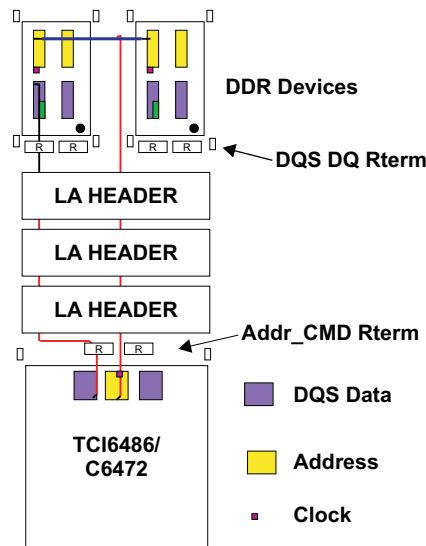 DDR Devices
R R R R
DQS DQ Rterm
LA HEADER
LA HEADER
LA HEADER
Addr_CMD Rterm
R R
DQS Data
TCI6486/
C6472
Address
Clock